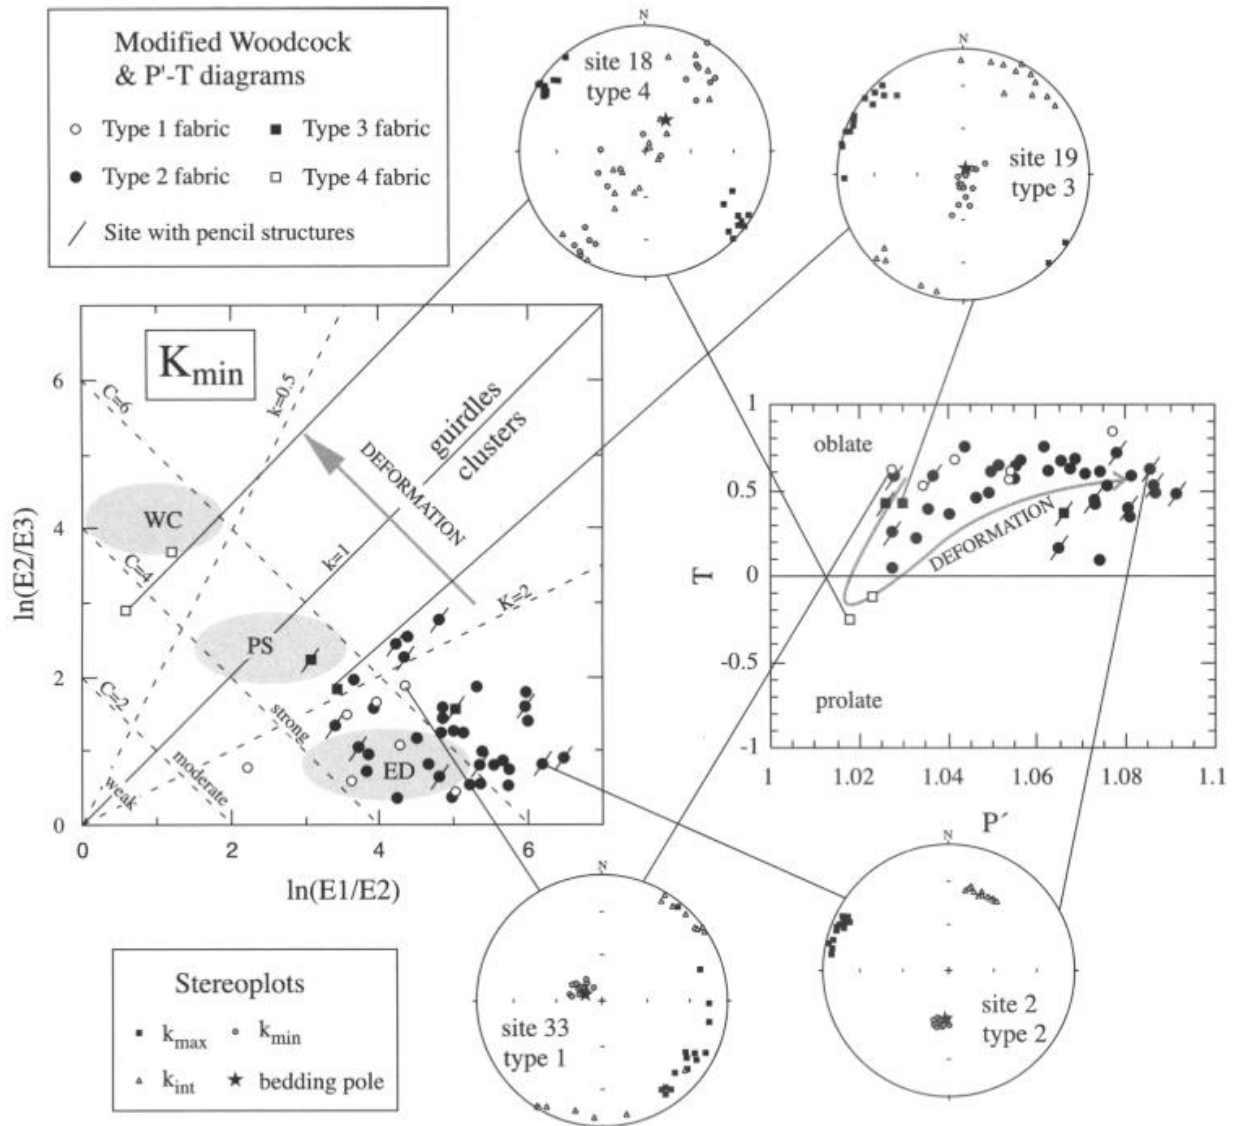 Modified Woodcock
& P'-T diagrams
Type 1 fabric
Type 3 fabric
Type 2 fabric
Type 4 fabric
Site with pencil structures
N
site 18
type 4
N
site 19
type 3
Kmin
ln(E2/E3)
6
4
2
0
0
2
4
6
ln(E1/E2)
C=6
k=0.5
guirdles
clusters
DEFORMATION
WC
C=4
k=1
K=2
PS
C=2
strong
ED
moderate
weak
1
0.5
0
-0.5
-1
T
oblate
DEFORMATION
prolate
1
1.02
1.04
1.06
1.08
1.1
P´
N
site 33
type 1
N
site 2
type 2
Stereoplots
kmax
kmin
kint
bedding pole